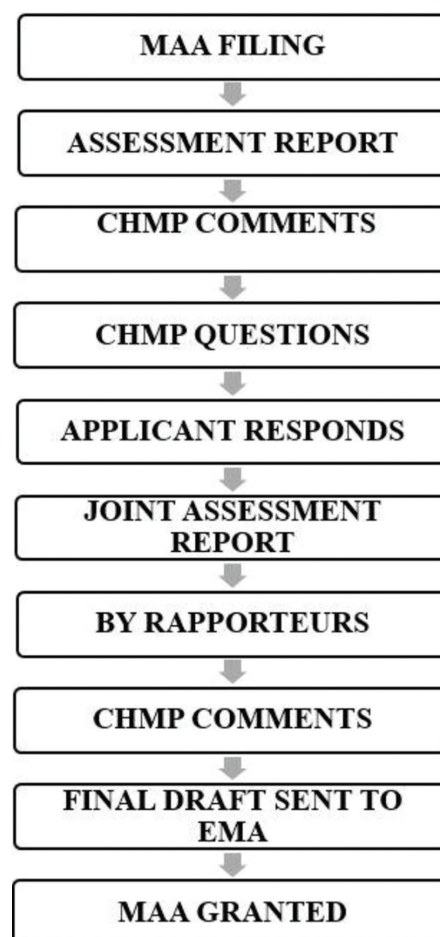 MAA FILING
ASSESSMENT REPORT
CHMP COMMENTS
CHMP QUESTIONS
APPLICANT RESPONDS
JOINT ASSESSMENT
REPORT
BY RAPPORTEURS
CHMP COMMENTS
FINAL DRAFT SENT TO
EMA
MAA GRANTED